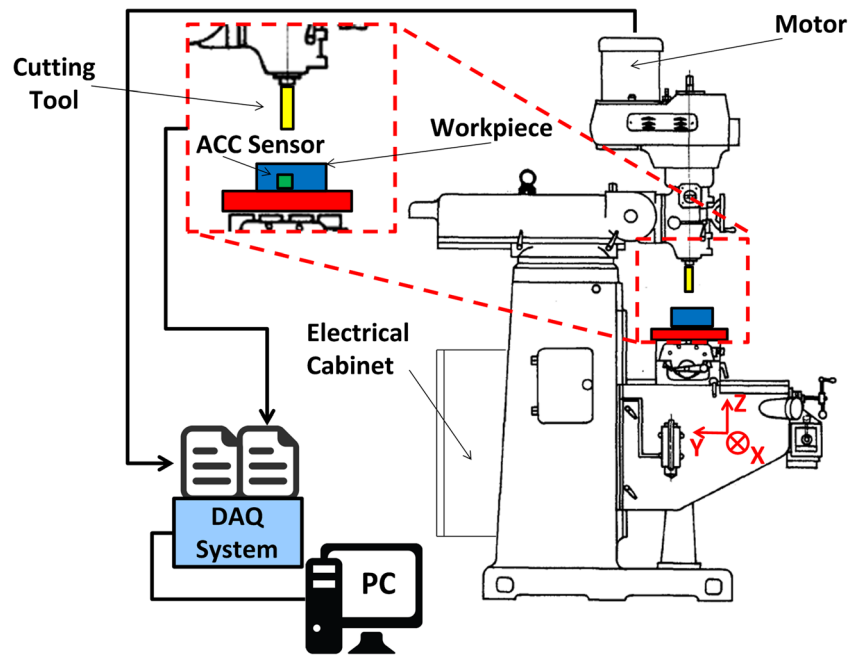 Motor
Cutting
Tool
ACC Sensor
Workpiece
Electrical
Cabinet
Z
Y
X
DAQ
System
PC